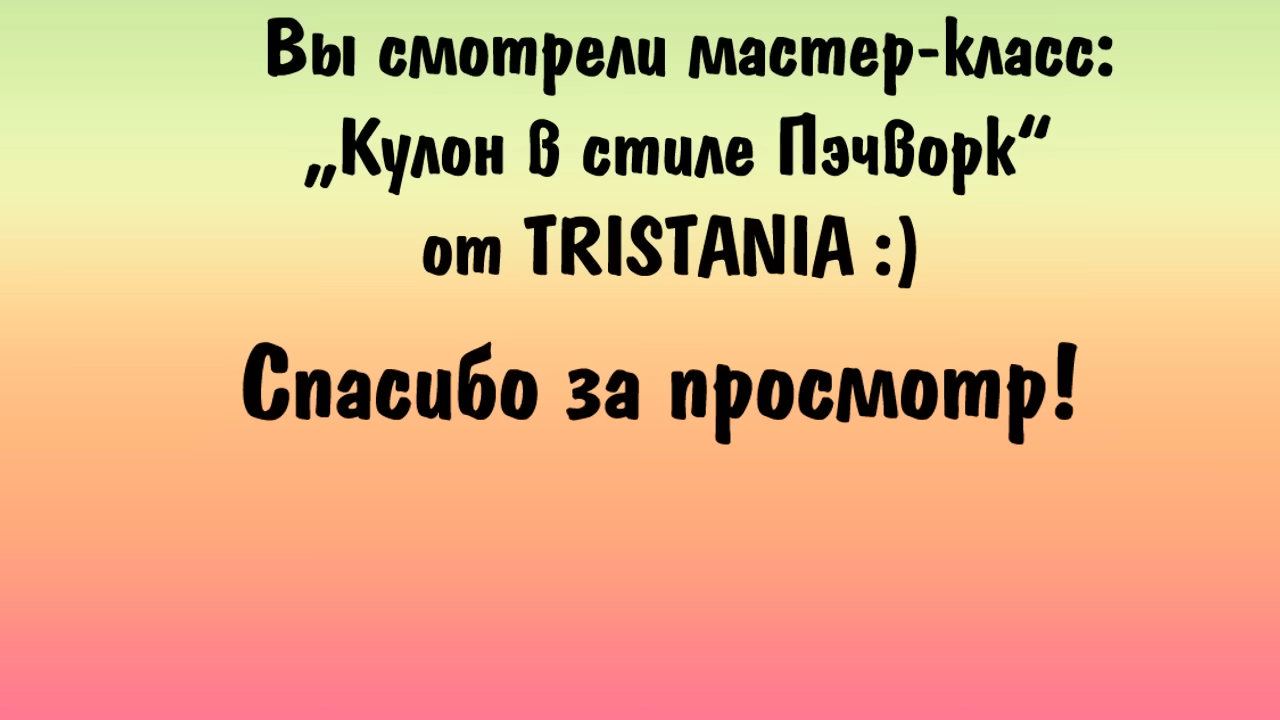 Вы смотрели мастер-класс:
„Кулон в стиле Пэчворк“
от TRISTANIA :)
Спасибо за просмотр!